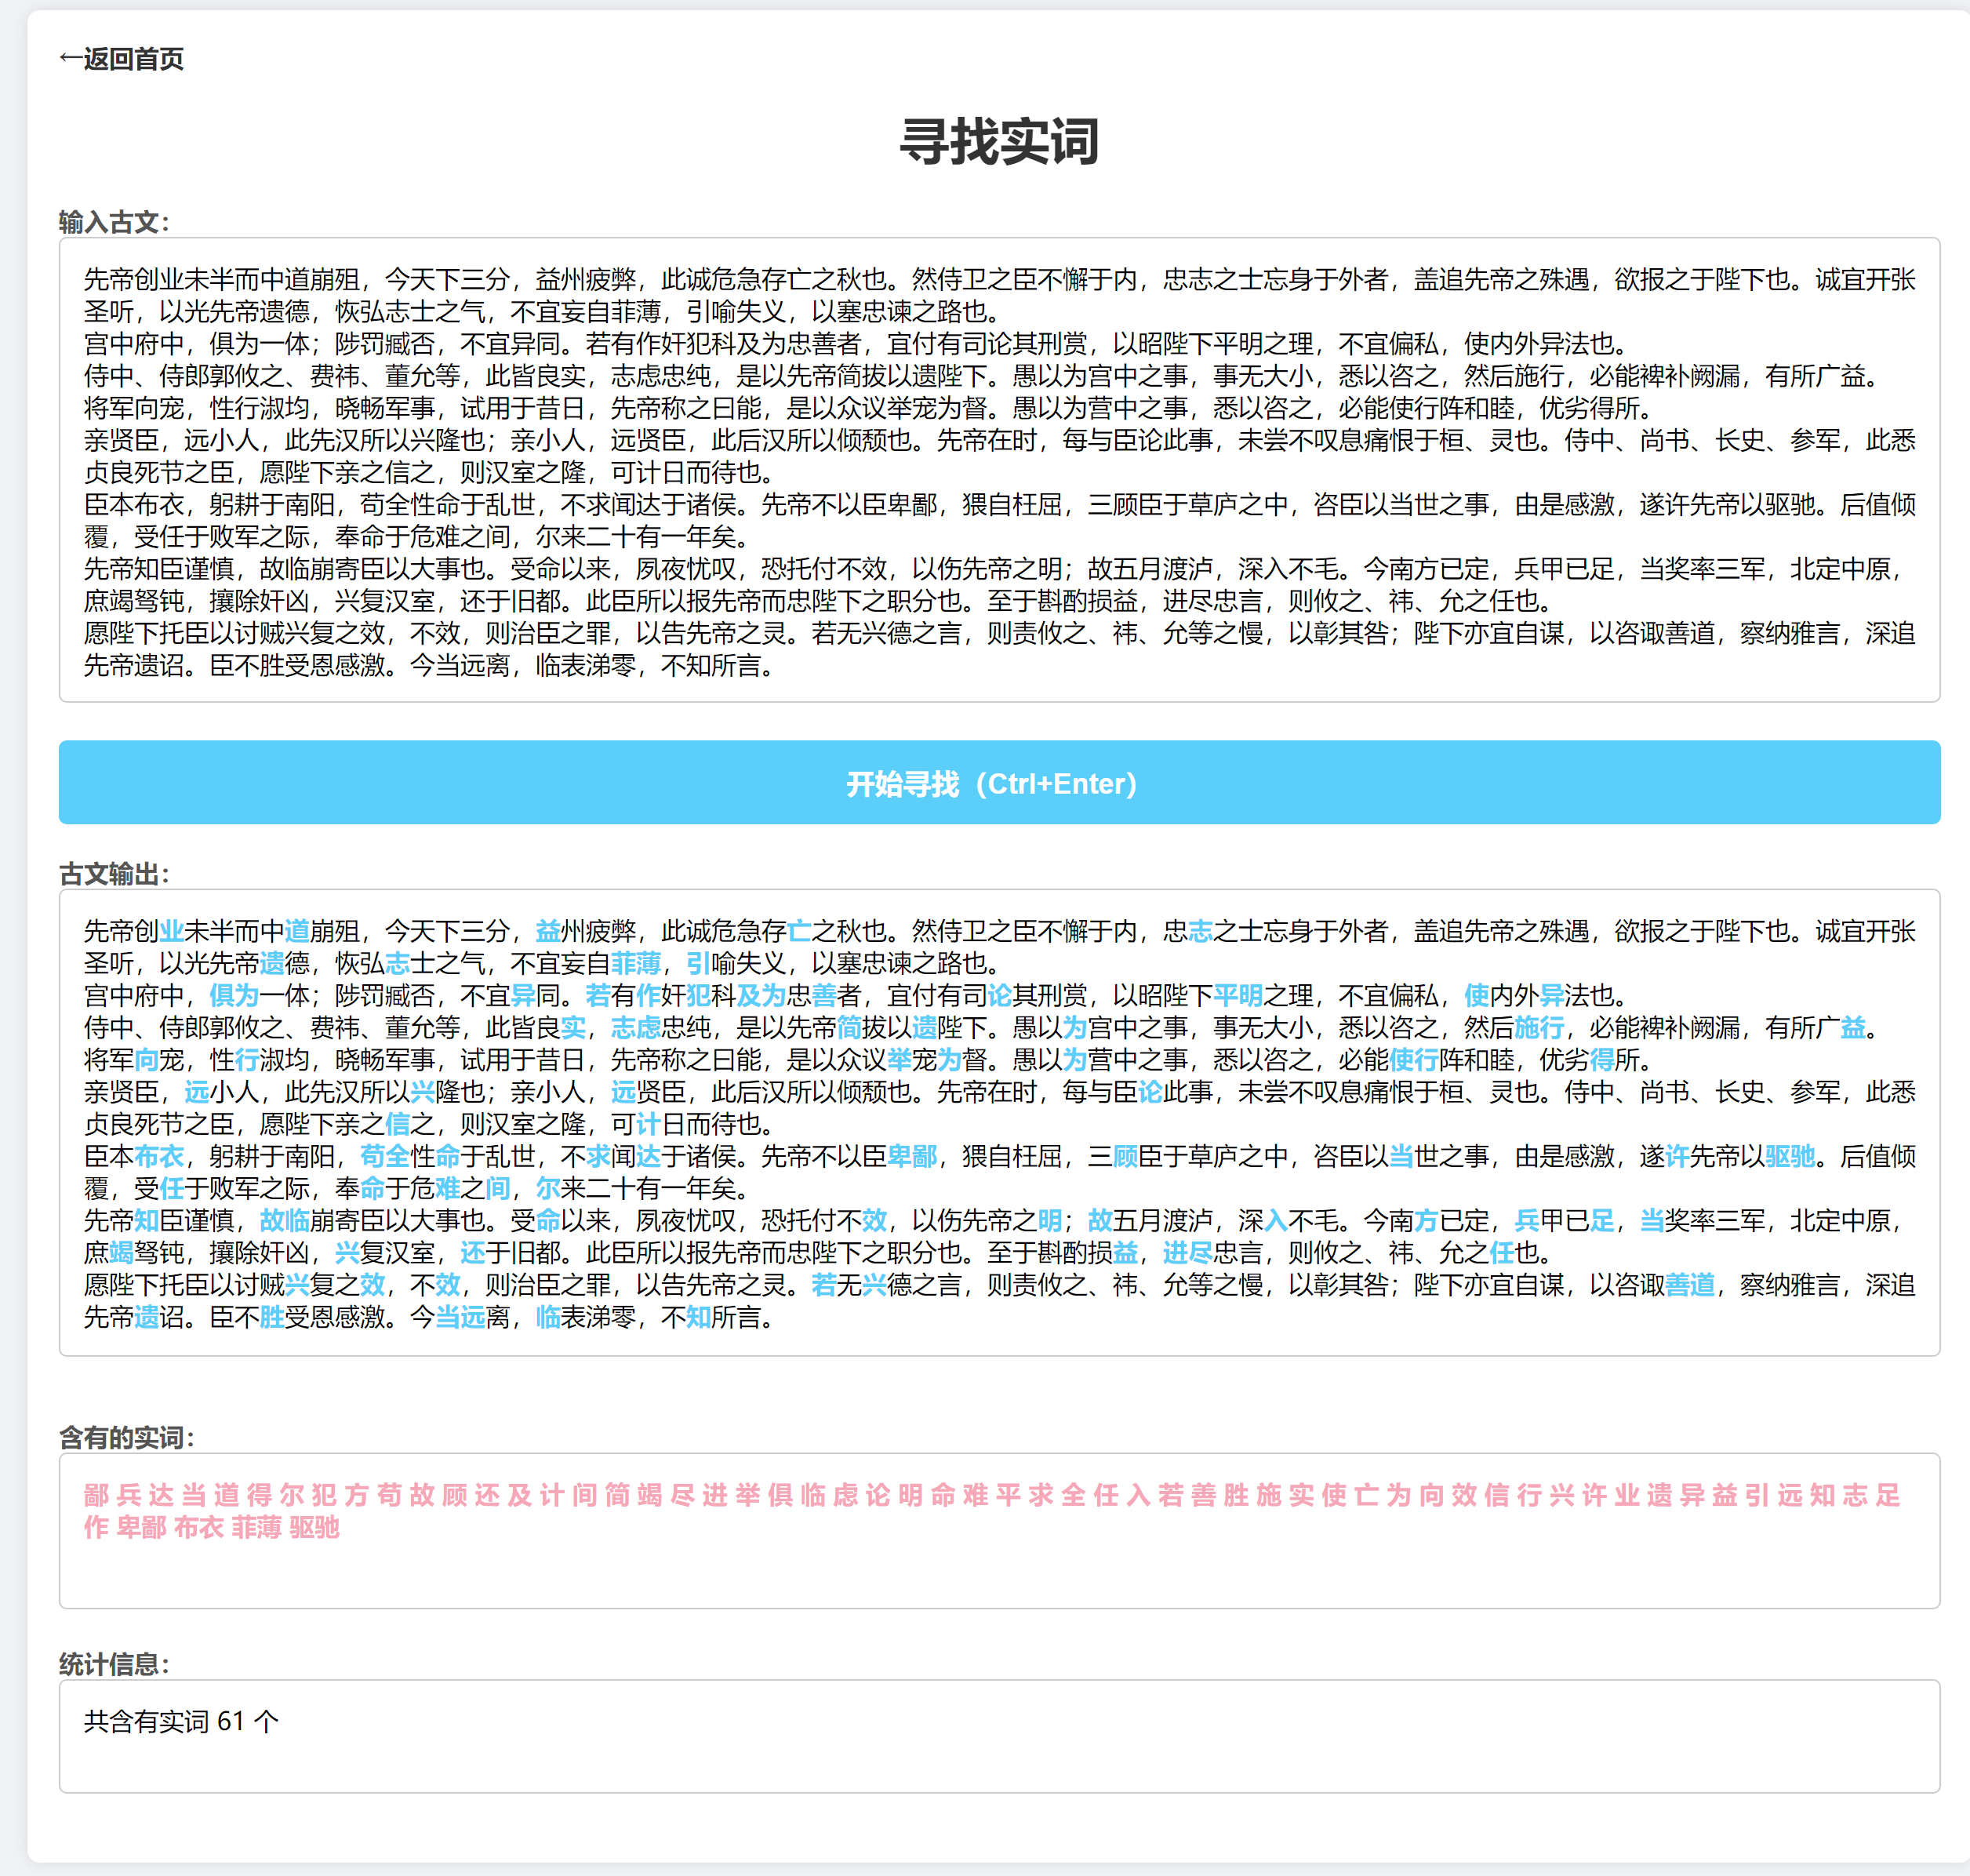 ←返回首页
寻找实词
输入古文：
先帝创业未半而中道崩殂，今天下三分，益州疲弊，此诚危急存亡之秋也。然侍卫之臣不懈于内，忠志之士忘身于外者，盖追先帝之殊遇，欲报之于陛下也。诚宜开张
圣听，以光先帝遗德，恢弘志士之气，不宜妄自菲薄，引喻失义，以塞忠谏之路也。
宫中府中，俱为一体；陟罚臧否，不宜异同。若有作奸犯科及为忠善者，宜付有司论其刑赏，以昭陛下平明之理，不宜偏私，使内外异法也。
侍中、侍郎郭攸之、费祎、董允等，此皆良实，志虑忠纯，是以先帝简拔以遗陛下。愚以为宫中之事，事无大小，悉以咨之，然后施行，必能裨补阙漏，有所广益。
将军向宠，性行淑均，晓畅军事，试用于昔日，先帝称之曰能，是以众议举宠为督。愚以为营中之事，悉以咨之，必能使行阵和睦，优劣得所。
亲贤臣，远小人，此先汉所以兴隆也；亲小人，远贤臣，此后汉所以倾颓也。先帝在时，每与臣论此事，未尝不叹息痛恨于桓、灵也。侍中、尚书、长史、参军，此悉
贞良死节之臣，愿陛下亲之信之，则汉室之隆，可计日而待也。
臣本布衣，躬耕于南阳，苟全性命于乱世，不求闻达于诸侯。先帝不以臣卑鄙，猥自枉屈，三顾臣于草庐之中，咨臣以当世之事，由是感激，遂许先帝以驱驰。后值倾
覆，受任于败军之际，奉命于危难之间，尔来二十有一年矣。
先帝知臣谨慎，故临崩寄臣以大事也。受命以来，夙夜忧叹，恐托付不效，以伤先帝之明；故五月渡泸，深入不毛。今南方已定，兵甲已足，当奖率三军，北定中原，
庶竭驽钝，攘除奸凶，兴复汉室，还于旧都。此臣所以报先帝而忠陛下之职分也。至于斟酌损益，进尽忠言，则攸之、祎、允之任也。
愿陛下托臣以讨贼兴复之效，不效，则治臣之罪，以告先帝之灵。若无兴德之言，则责攸之、祎、允等之慢，以彰其咎；陛下亦宜自谋，以咨诹善道，察纳雅言，深追
先帝遗诏。臣不胜受恩感激。今当远离，临表涕零，不知所言。
开始寻找（Ctrl+Enter）
古文输出：
先帝创业未半而中道崩殂，今天下三分，益州疲弊，此诚危急存亡之秋也。然侍卫之臣不懈于内，忠志之士忘身于外者，盖追先帝之殊遇，欲报之于陛下也。诚宜开张
圣听，以光先帝遗德，恢弘志士之气，不宜妄自菲薄，引喻失义，以塞忠谏之路也。
宫中府中，俱为一体；陟罚臧否，不宜异同。若有作奸犯科及为忠善者，宜付有司论其刑赏，以昭陛下平明之理，不宜偏私，使内外异法也。
侍中、侍郎郭攸之、费祎、董允等，此皆良实，志虑忠纯，是以先帝简拔以遗陛下。愚以为宫中之事，事无大小，悉以咨之，然后施行，必能裨补阙漏，有所广益。
将军向宠，性行淑均，晓畅军事，试用于昔日，先帝称之曰能，是以众议举宠为督。愚以为营中之事，悉以咨之，必能使行阵和睦，优劣得所。
亲贤臣，远小人，此先汉所以兴隆也；亲小人，远贤臣，此后汉所以倾颓也。先帝在时，每与臣论此事，未尝不叹息痛恨于桓、灵也。侍中、尚书、长史、参军，此悉
贞良死节之臣，愿陛下亲之信之，则汉室之隆，可计日而待也。
臣本布衣，躬耕于南阳，苟全性命于乱世，不求闻达于诸侯。先帝不以臣卑鄙，猥自枉屈，三顾臣于草庐之中，咨臣以当世之事，由是感激，遂许先帝以驱驰。后值倾
覆，受任于败军之际，奉命于危难之间，尔来二十有一年矣。
先帝知臣谨慎，故临崩寄臣以大事也。受命以来，夙夜忧叹，恐托付不效，以伤先帝之明；故五月渡泸，深入不毛。今南方已定，兵甲已足，当奖率三军，北定中原，
庶竭驽钝，攘除奸凶，兴复汉室，还于旧都。此臣所以报先帝而忠陛下之职分也。至于斟酌损益，进尽忠言，则攸之、祎、允之任也。
愿陛下托臣以讨贼兴复之效，不效，则治臣之罪，以告先帝之灵。若无兴德之言，则责攸之、祎、允等之慢，以彰其咎；陛下亦宜自谋，以咨诹善道，察纳雅言，深追
先帝遗诏。臣不胜受恩感激。今当远离，临表涕零，不知所言。
含有的实词：
鄙 兵 达 当 道 得 尔 犯 方 苟 故 顾 还 及 计 间 简 竭 尽 进 举 俱 临 虑 论 明 命 难 平 求 全 任 入 若 善 胜 施 实 使 亡 为 向 效 信 行 兴 许 业 遗 异 益 引 远 知 志 足
作 卑鄙 布衣 菲薄 驱驰
统计信息：
共含有实词 61 个